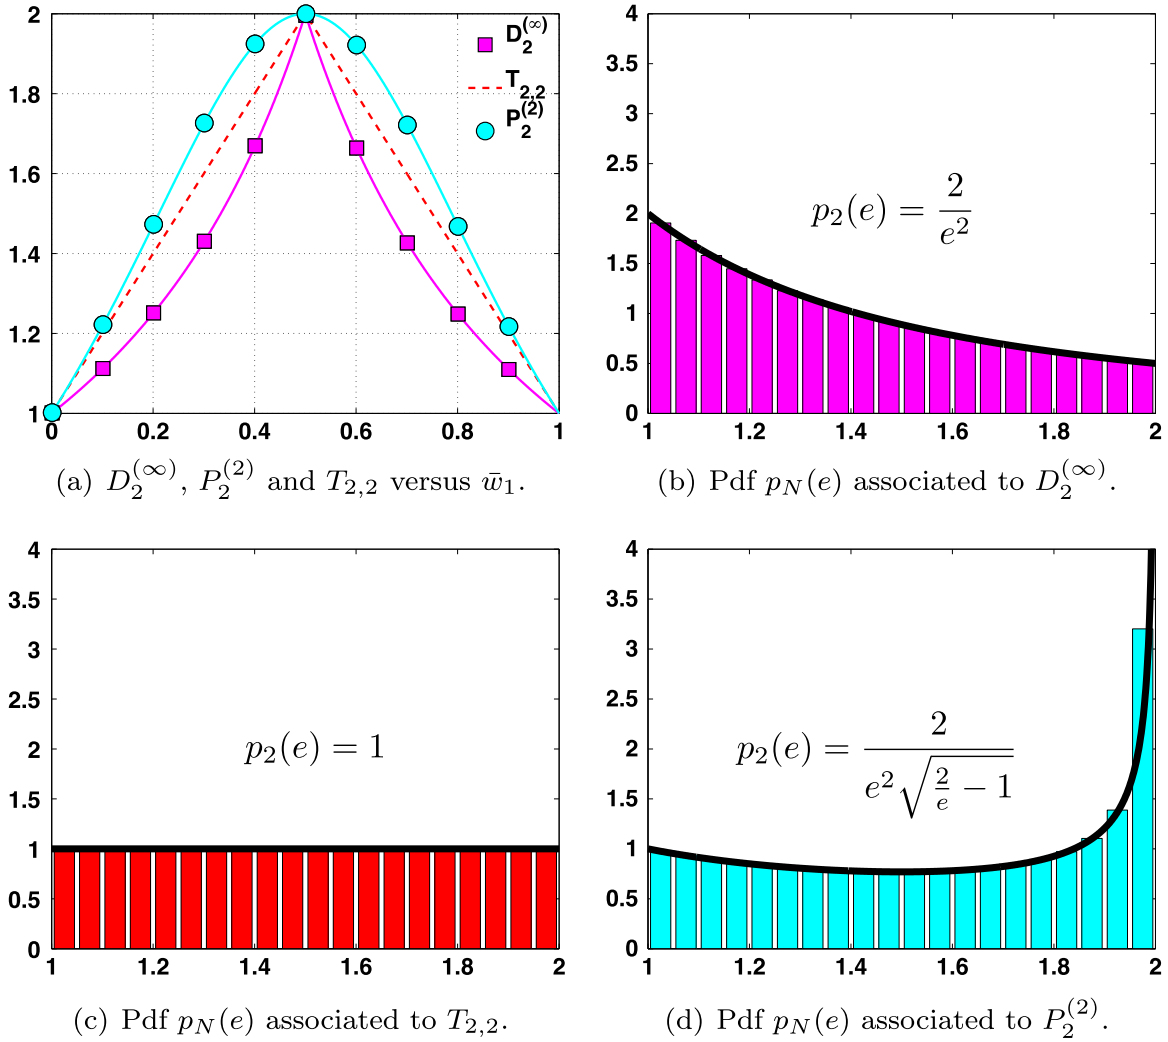 2
1.8
1.6
1.4
1.2
1
0 0.2 0.4 0.6 0.8 1
D₂^(∞)
T₂,₂
P₂^(2)
(a) D₂^(∞), P₂^(2) and T₂,₂ versus w̄₁.
4
3.5
3
2.5
2
1.5
1
0.5
0
1 1.2 1.4 1.6 1.8 2
p₂(e) = 2/e²
(b) Pdf p_N(e) associated to D₂^(∞).
4
3.5
3
2.5
2
1.5
1
0.5
0
1 1.2 1.4 1.6 1.8 2
p₂(e) = 1
(c) Pdf p_N(e) associated to T₂,₂.
4
3.5
3
2.5
2
1.5
1
0.5
0
1 1.2 1.4 1.6 1.8 2
p₂(e) = 2/(e²√(2/e − 1))
(d) Pdf p_N(e) associated to P₂^(2).